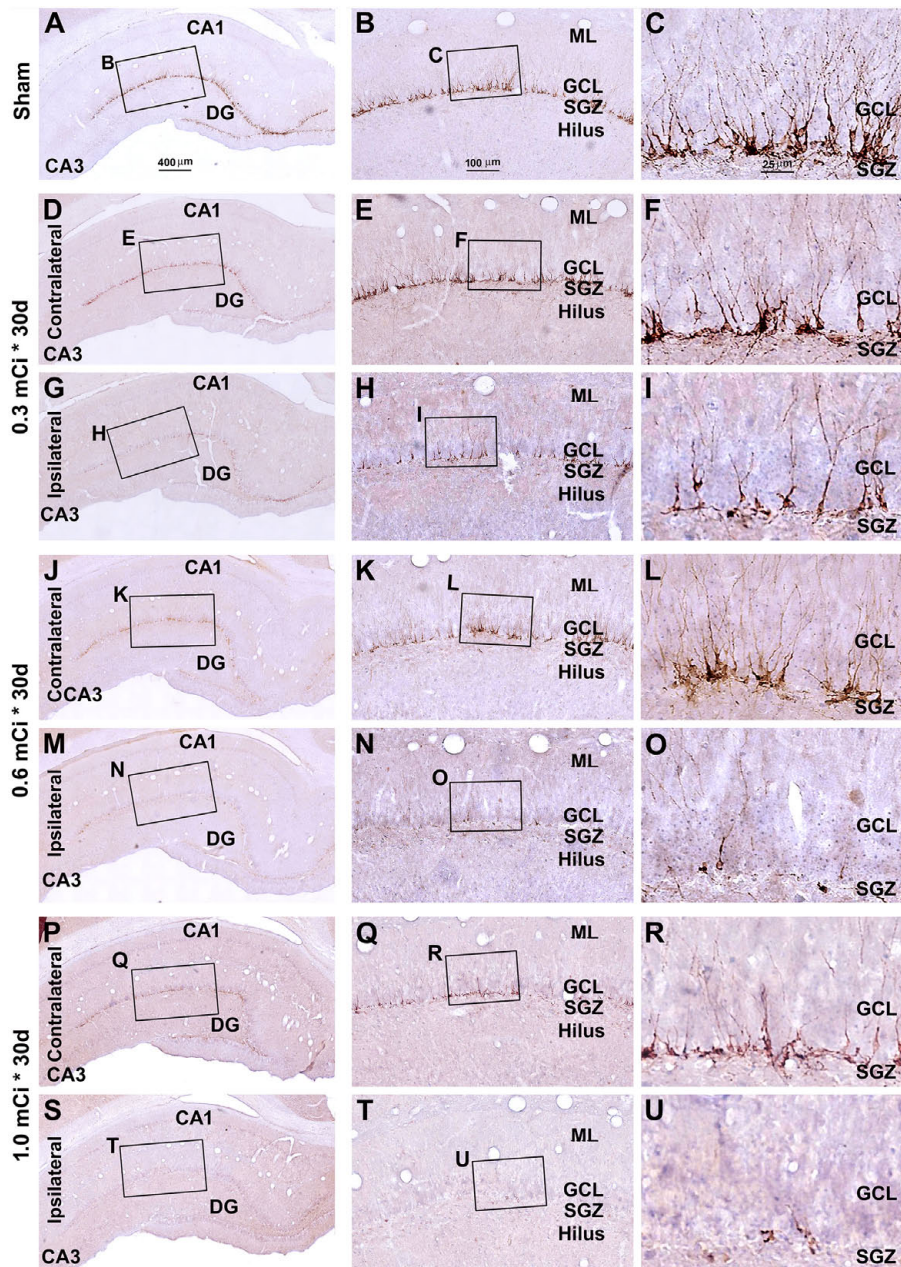 Sham
A
CA1
B
DG
CA3
400 μm
B
ML
C
GCL
SGZ
Hilus
100 μm
C
GCL
25 μm
SGZ
0.3 mCi * 30d
Contralateral
D
CA1
E
DG
CA3
E
ML
F
GCL
SGZ
Hilus
F
GCL
SGZ
Ipsilateral
G
CA1
H
DG
CA3
H
ML
I
GCL
SGZ
Hilus
I
GCL
SGZ
0.6 mCi * 30d
Contralateral
J
CA1
K
DG
CCA3
K
ML
L
GCL
SGZ
Hilus
L
GCL
SGZ
Ipsilateral
M
CA1
N
DG
CA3
N
ML
O
GCL
SGZ
Hilus
O
GCL
SGZ
1.0 mCi * 30d
Contralateral
P
CA1
Q
DG
CA3
Q
ML
R
GCL
SGZ
Hilus
R
GCL
SGZ
Ipsilateral
S
CA1
T
DG
CA3
T
ML
U
GCL
SGZ
Hilus
U
GCL
SGZ